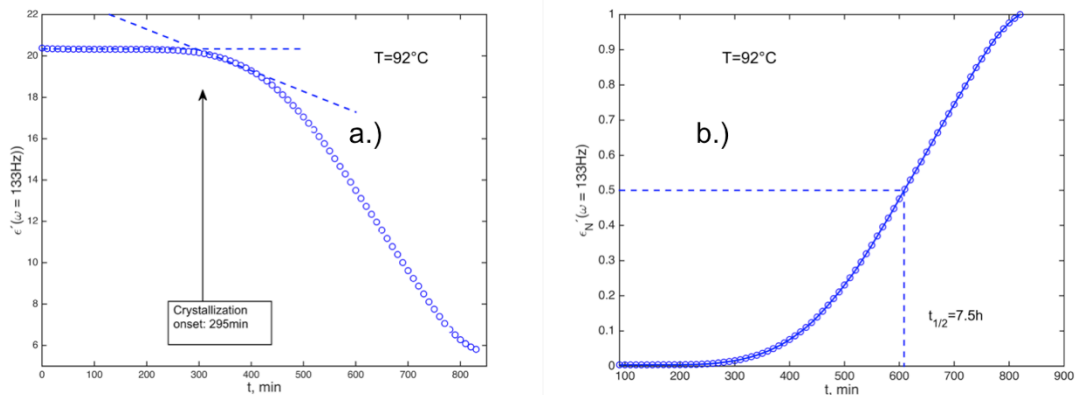 22
20
18
16
14
12
10
8
6
ϵ´(ω = 133Hz))
T=92°C
a.)
Crystallization
onset: 295min
0 100 200 300 400 500 600 700 800
t, min
1
0.9
0.8
0.7
0.6
0.5
0.4
0.3
0.2
0.1
0
ϵN´(ω = 133Hz)
T=92°C
b.)
t1/2=7.5h
100 200 300 400 500 600 700 800 900
t, min